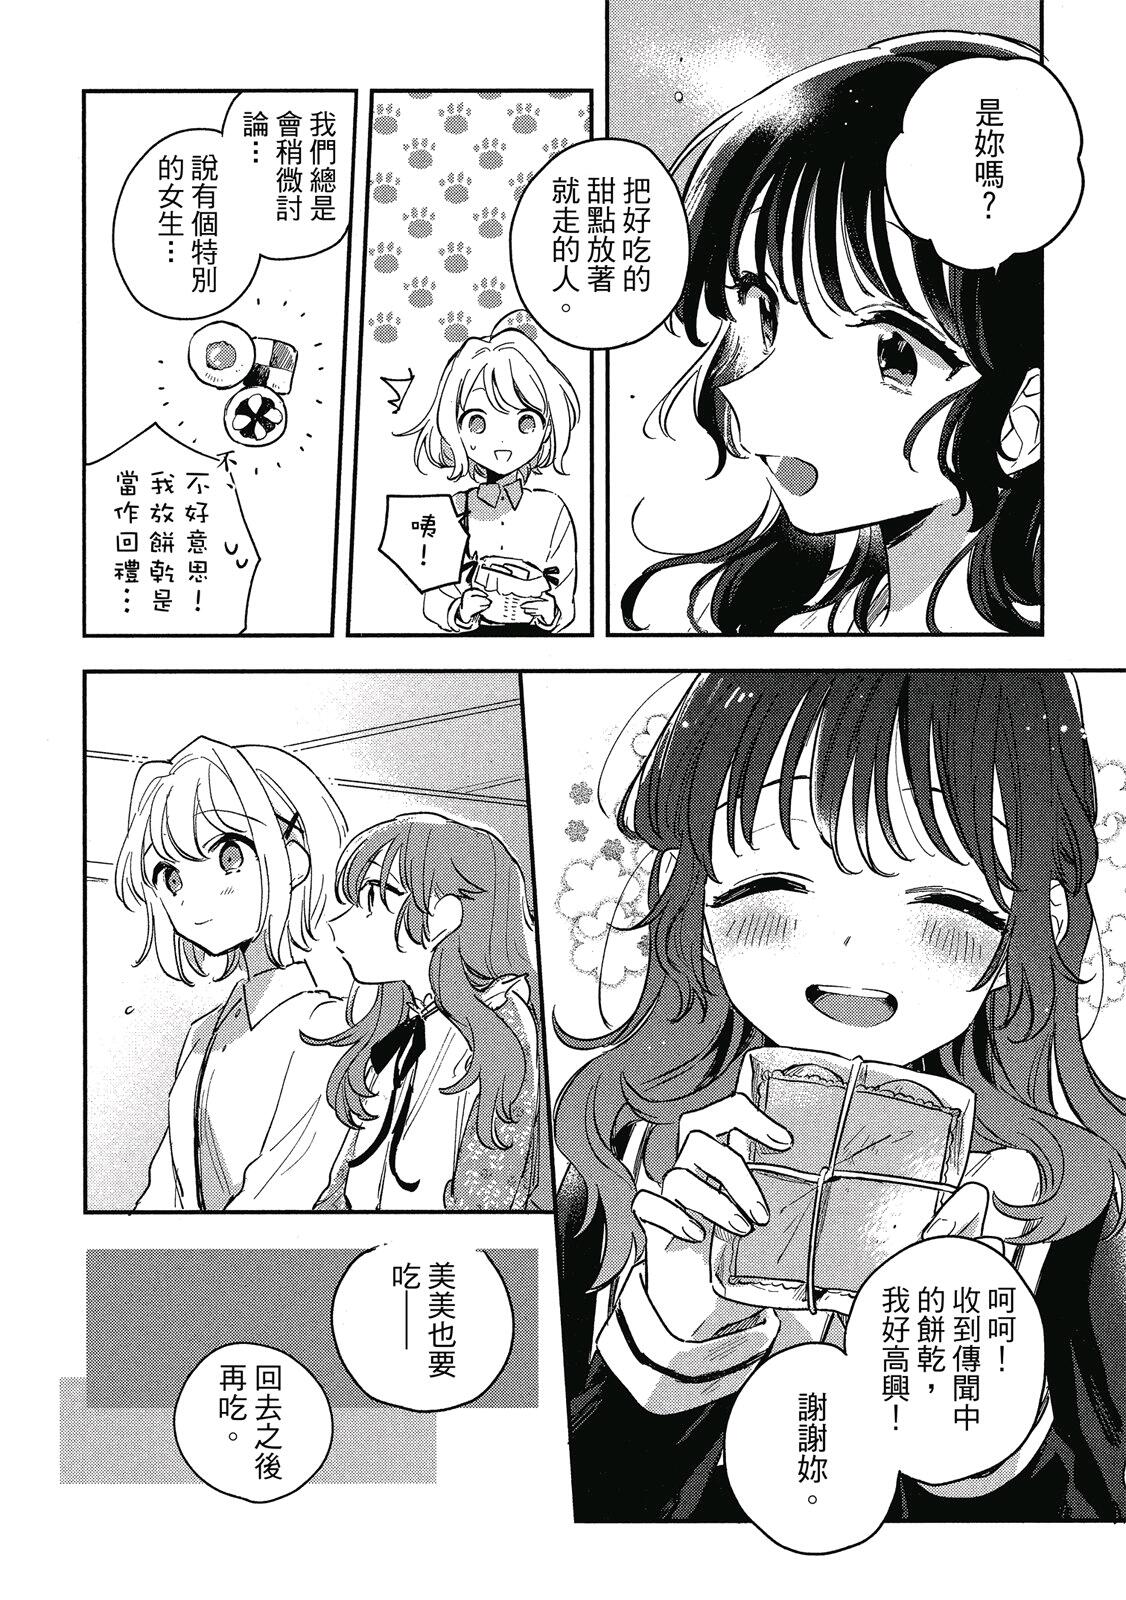 是妳嗎？
把好吃的
甜點放著
就走的人。
咦！
我們總是
會稍微討
論…
說有個特別
的女生…
不、
不好意思！
我放餅乾是
當作回禮…
呵呵！
收到傳聞中
的餅乾，
我好高興！
謝謝妳。
美美也要
吃──
回去之後
再吃。